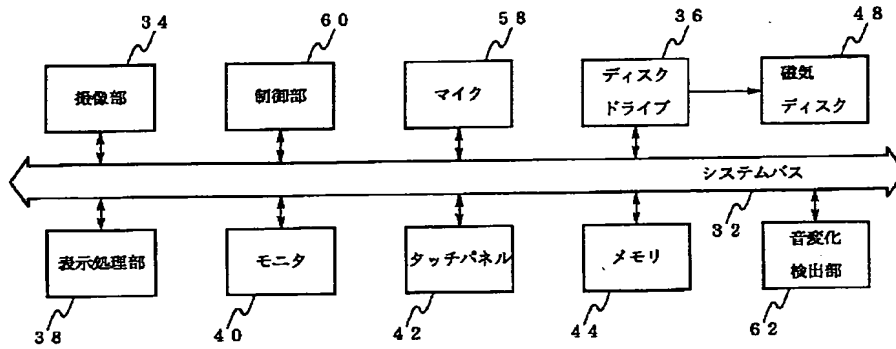 34
60
58
36
48
撮像部
制御部
マイク
ディスク
ドライブ
磁気
ディスク
システムバス
32
表示処理部
モニタ
タッチパネル
メモリ
音変化
検出部
38
40
42
44
62